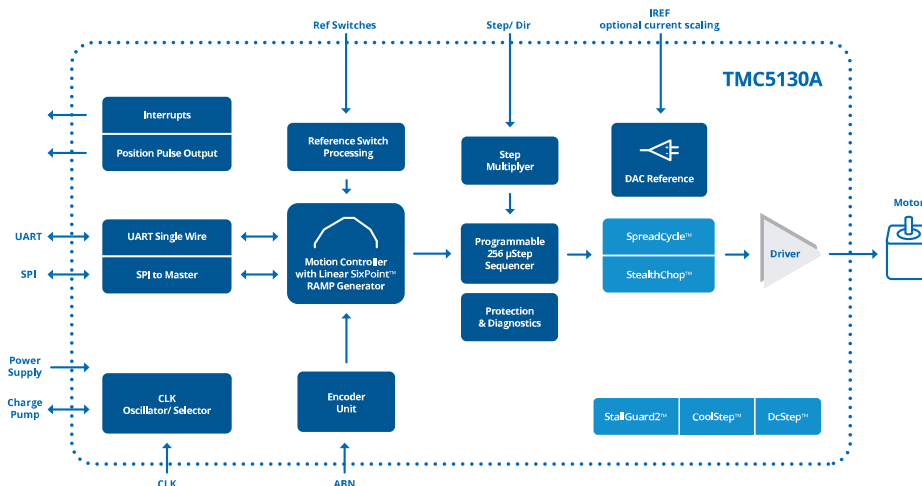 Ref Switches
Step/ Dir
IREF
optional current scaling
TMC5130A
Interrupts
Position Pulse Output
Reference Switch
Processing
Step
Multiplyer
DAC Reference
Motor
UART
UART Single Wire
SPI
SPI to Master
Motion Controller
with Linear SixPoint™
RAMP Generator
Programmable
256 µStep
Sequencer
SpreadCycle™
StealthChop™
Driver
Protection
& Diagnostics
Power
Supply
Charge
Pump
CLK
Oscillator/ Selector
Encoder
Unit
StallGuard2™
CoolStep™
DcStep™
CLK
ABN